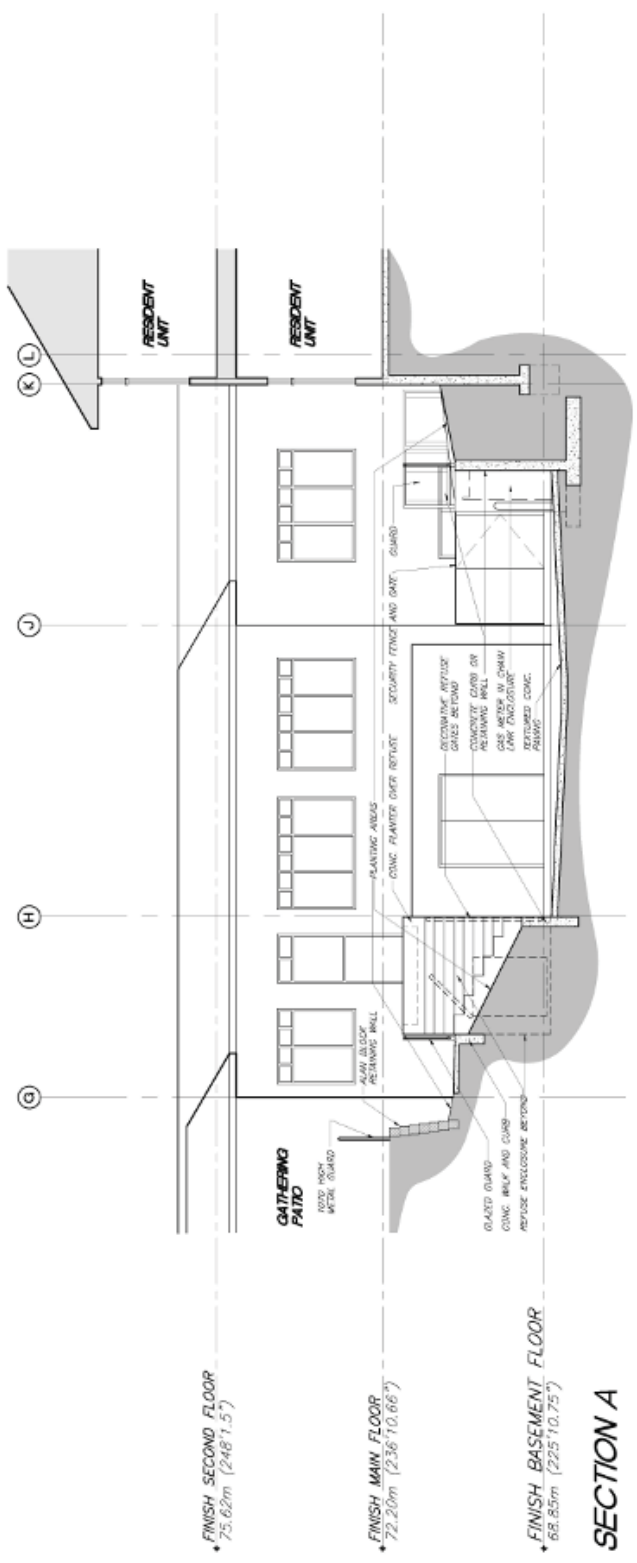 G
H
J
K
L
RESIDENT
UNIT
RESIDENT
UNIT
GATHERING
PATIO
METAL GUARD
ALAN BLOCK
RETAINING WALL
PLANTING AREAS
CONC. PLANTER OVER REFUSE
SECURITY FENCE AND GATE
GUARD
DECORATIVE REFUSE
GATES BEYOND
CONCRETE CURB OR
RETAINING WALL
GAS METER IN CHAIN
LINK ENCLOSURE
TEXTURED CONC.
PAVING
GLAZED GUARD
CONC. WALK AND CURB
REFUSE ENCLOSURE BEYOND
FINISH SECOND FLOOR
75.62m (248'1.5")
FINISH MAIN FLOOR
72.20m (236'10.66")
FINISH BASEMENT FLOOR
68.85m (225'10.75")
SECTION A